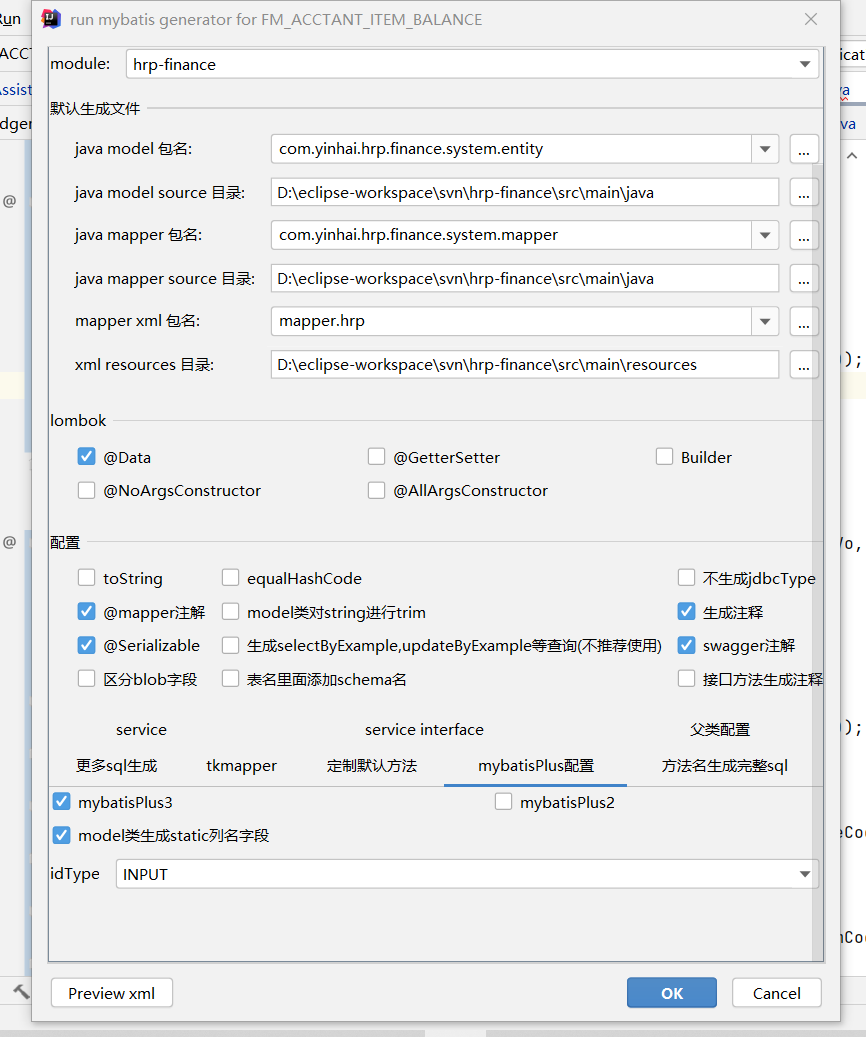 Run
run mybatis generator for FM_ACCTANT_ITEM_BALANCE
ACCT
icat
module:
hrp-finance
Assist
va
默认生成文件
dger
va
java model 包名:
com.yinhai.hrp.finance.system.entity
...
java model source 目录:
D:\eclipse-workspace\svn\hrp-finance\src\main\java
...
@
java mapper 包名:
com.yinhai.hrp.finance.system.mapper
...
java mapper source 目录:
D:\eclipse-workspace\svn\hrp-finance\src\main\java
...
mapper xml 包名:
mapper.hrp
...
xml resources 目录:
D:\eclipse-workspace\svn\hrp-finance\src\main\resources
...
);
lombok
@Data
@GetterSetter
Builder
@NoArgsConstructor
@AllArgsConstructor
配置
@
Vo,
toString
equalHashCode
不生成jdbcType
@mapper注解
model类对string进行trim
生成注释
@Serializable
生成selectByExample,updateByExample等查询(不推荐使用)
swagger注解
区分blob字段
表名里面添加schema名
接口方法生成注释
service
service interface
父类配置
);
更多sql生成
tkmapper
定制默认方法
mybatisPlus配置
方法名生成完整sql
mybatisPlus3
mybatisPlus2
model类生成static列名字段
eCo
idType
INPUT
nCo
Preview xml
OK
Cancel